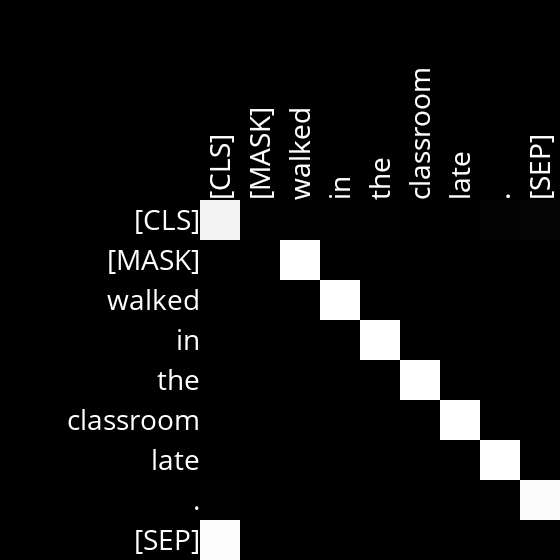 [CLS] [MASK] walked in the classroom late . [SEP]
[CLS]
[MASK]
walked
in
the
classroom
late
.
[SEP]